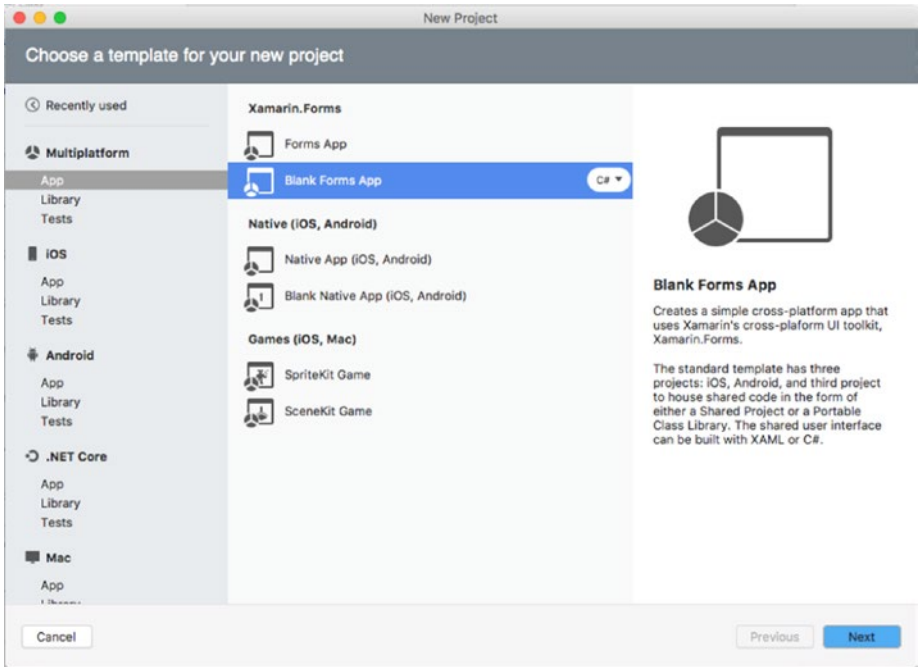 New Project
Choose a template for your new project
Recently used
Multiplatform
App
Library
Tests
iOS
App
Library
Tests
Android
App
Library
Tests
.NET Core
App
Library
Tests
Mac
App
Library
Xamarin.Forms
Forms App
Blank Forms App
C#
Native (iOS, Android)
Native App (iOS, Android)
Blank Native App (iOS, Android)
Games (iOS, Mac)
SpriteKit Game
SceneKit Game
Blank Forms App
Creates a simple cross-platform app that
uses Xamarin's cross-plaform UI toolkit,
Xamarin.Forms.
The standard template has three
projects: iOS, Android, and third project
to house shared code in the form of
either a Shared Project or a Portable
Class Library. The shared user interface
can be built with XAML or C#.
Cancel
Previous
Next